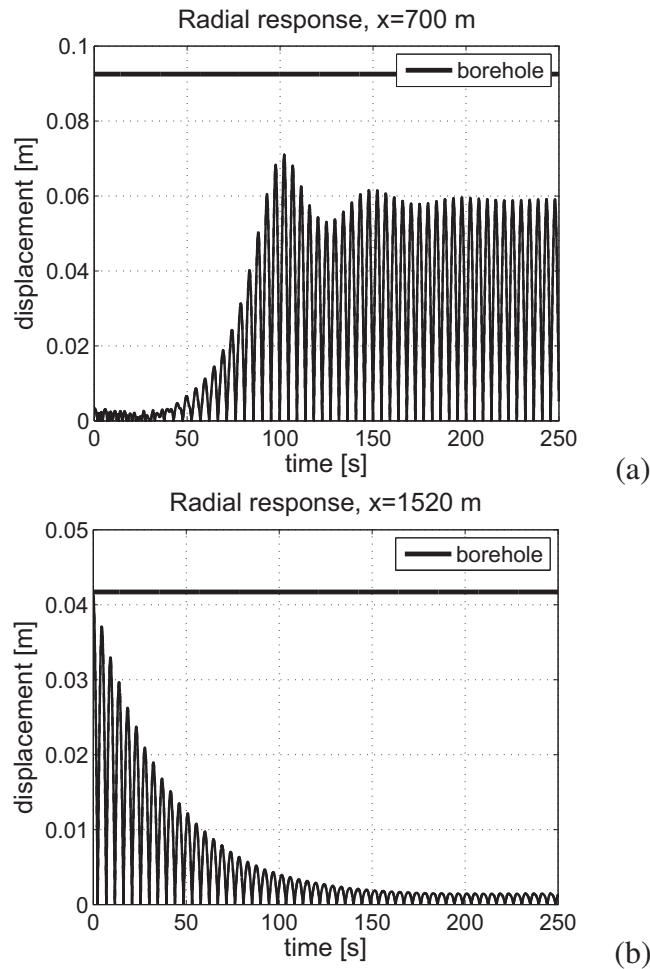 Radial response, x=700 m
0.1
borehole
0.08
0.06
0.04
0.02
0
displacement [m]
0 50 100 150 200 250
time [s]
(a)
Radial response, x=1520 m
0.05
borehole
0.04
0.03
0.02
0.01
0
displacement [m]
0 50 100 150 200 250
time [s]
(b)